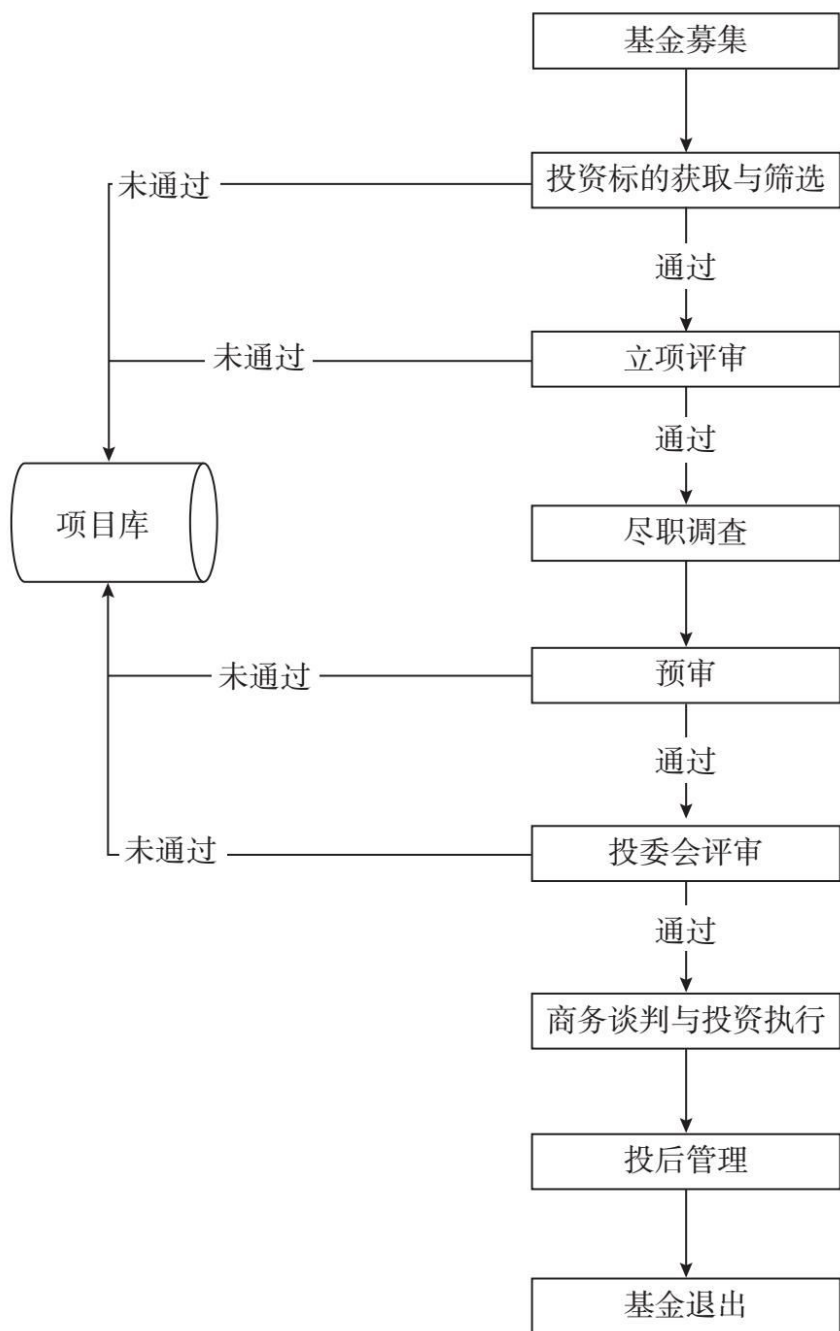 基金募集
投资标的获取与筛选
未通过
通过
立项评审
未通过
通过
项目库
尽职调查
预审
未通过
通过
投委会评审
未通过
通过
商务谈判与投资执行
投后管理
基金退出